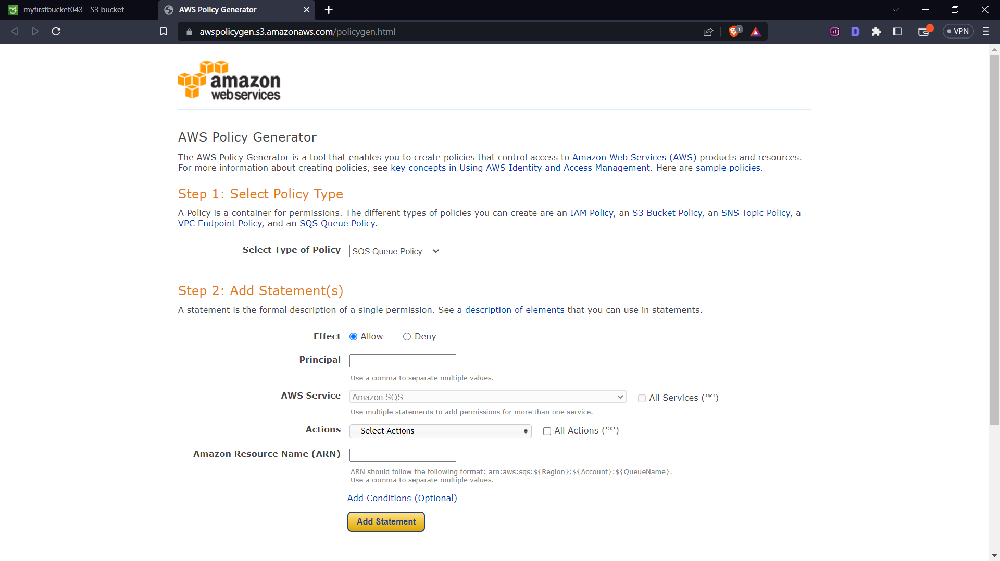 myfirstbucket043 - S3 bucket
AWS Policy Generator
awspolicygen.s3.amazonaws.com/policygen.html
1
VPN
amazon
webservices
AWS Policy Generator
The AWS Policy Generator is a tool that enables you to create policies that control access to Amazon Web Services (AWS) products and resources.
For more information about creating policies, see key concepts in Using AWS Identity and Access Management. Here are sample policies.
Step 1: Select Policy Type
A Policy is a container for permissions. The different types of policies you can create are an IAM Policy, an S3 Bucket Policy, an SNS Topic Policy, a
VPC Endpoint Policy, and an SQS Queue Policy.
Select Type of Policy SQS Queue Policy
Step 2: Add Statement(s)
A statement is the formal description of a single permission. See a description of elements that you can use in statements.
Effect Allow Deny
Principal
Use a comma to separate multiple values.
AWS Service Amazon SQS All Services ('*')
Use multiple statements to add permissions for more than one service.
Actions -- Select Actions -- All Actions ('*')
Amazon Resource Name (ARN)
ARN should follow the following format: arn:aws:sqs:${Region}:${Account}:${QueueName}.
Use a comma to separate multiple values.
Add Conditions (Optional)
Add Statement